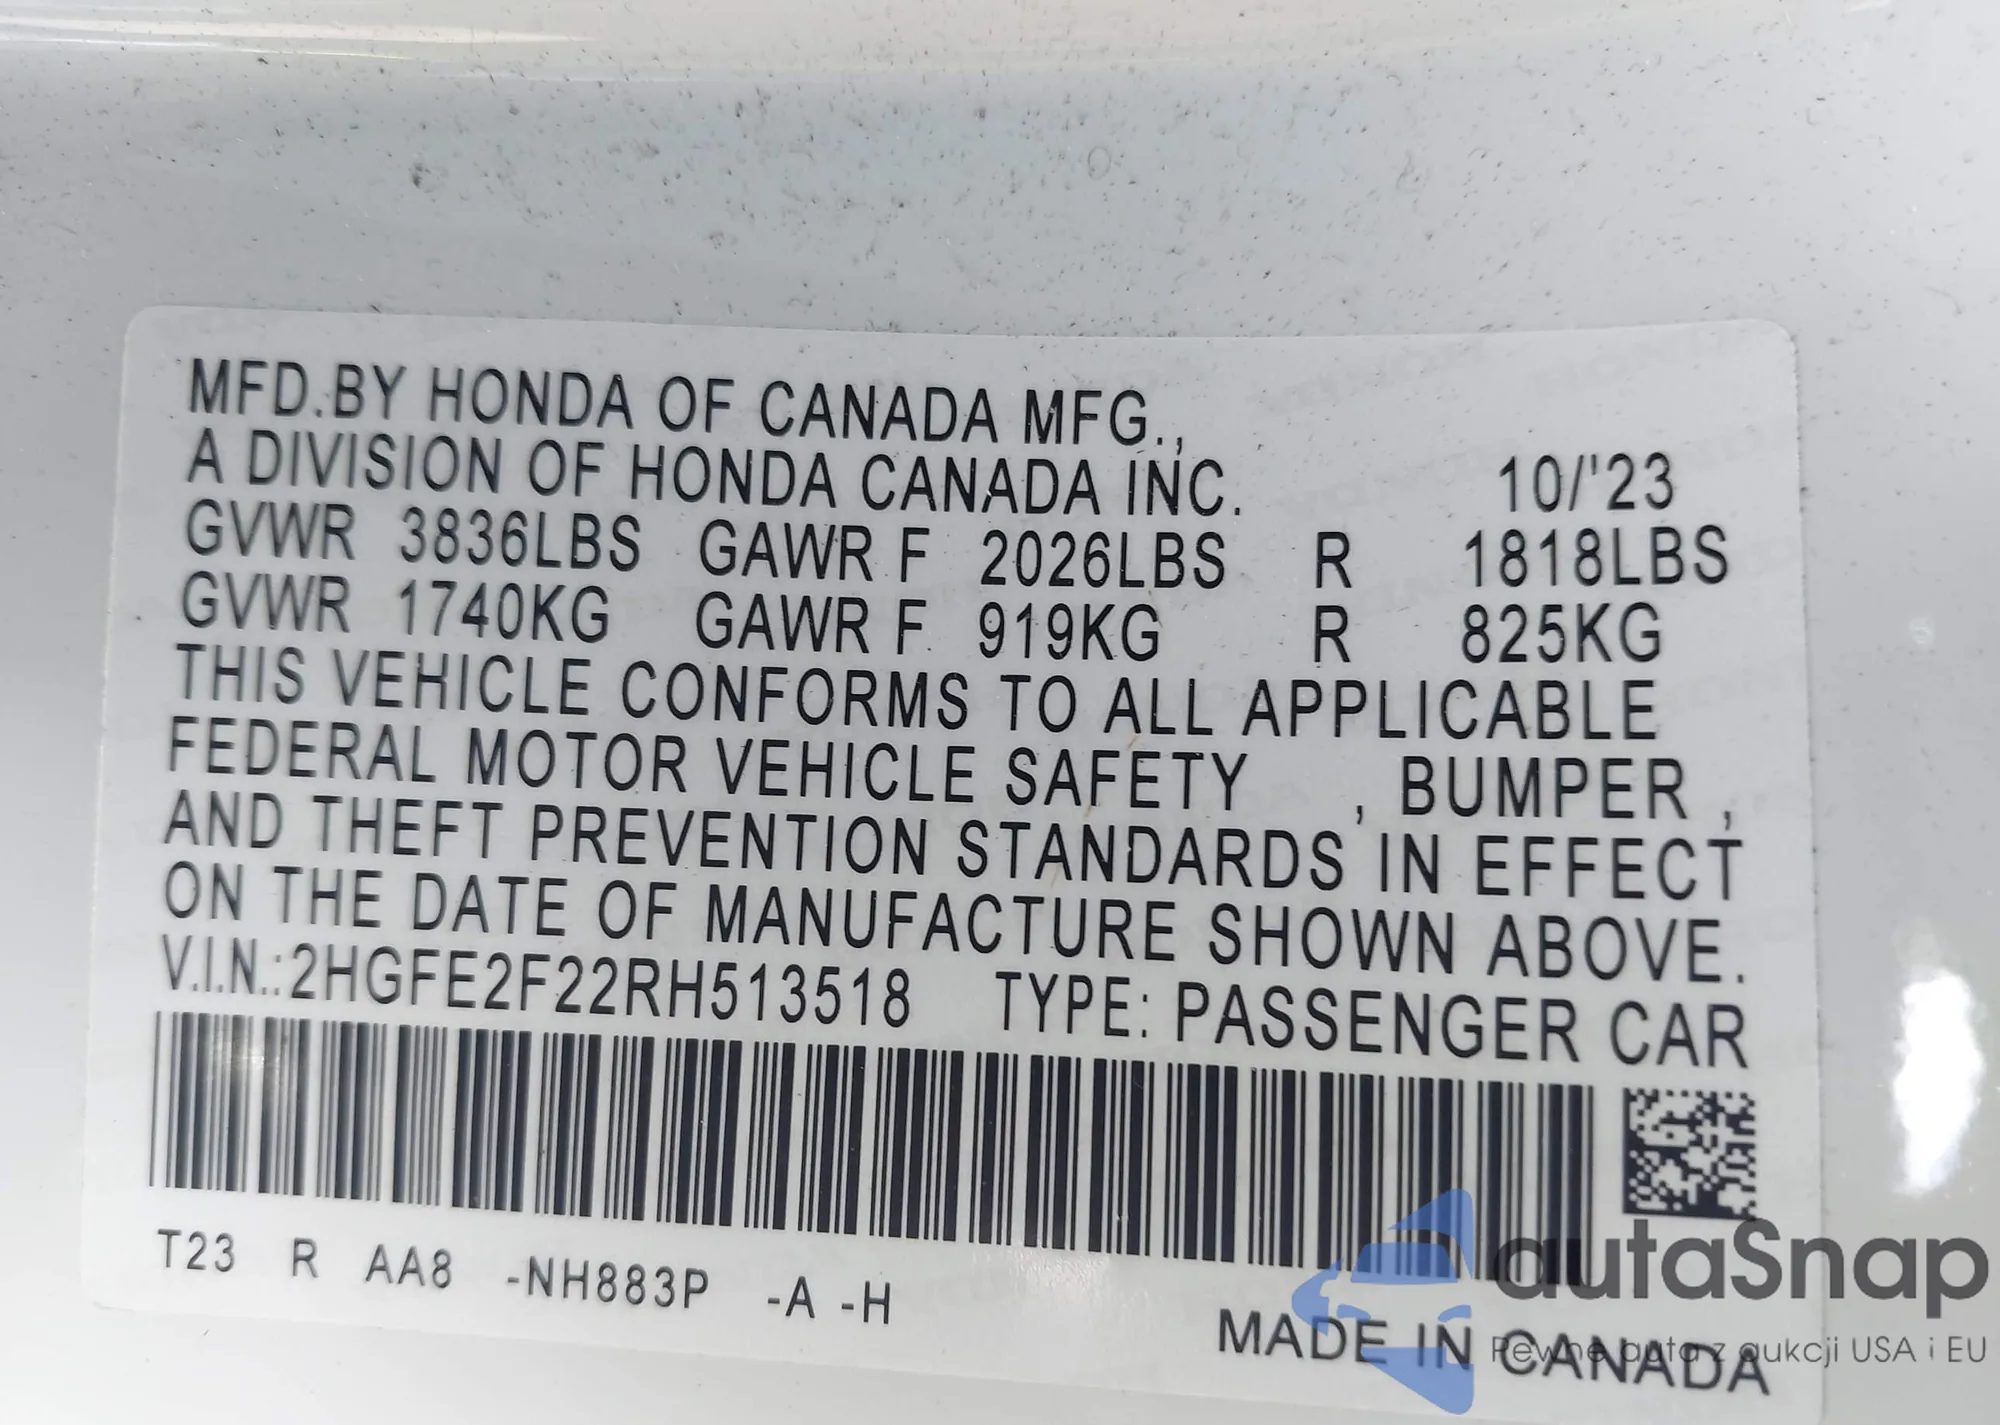 MFD.BY HONDA OF CANADA MFG.,
A DIVISION OF HONDA CANADA INC. 10/'23
GVWR 3836LBS GAWR F 2026LBS R 1818LBS
GVWR 1740KG GAWR F 919KG R 825KG
THIS VEHICLE CONFORMS TO ALL APPLICABLE
FEDERAL MOTOR VEHICLE SAFETY , BUMPER ,
AND THEFT PREVENTION STANDARDS IN EFFECT
ON THE DATE OF MANUFACTURE SHOWN ABOVE.
V.I.N.:2HGFE2F22RH513518 TYPE: PASSENGER CAR
T23 R AA8 -NH883P -A -H
MADE IN CANADA
autaSnap
Pewne auta z aukcji USA i EU